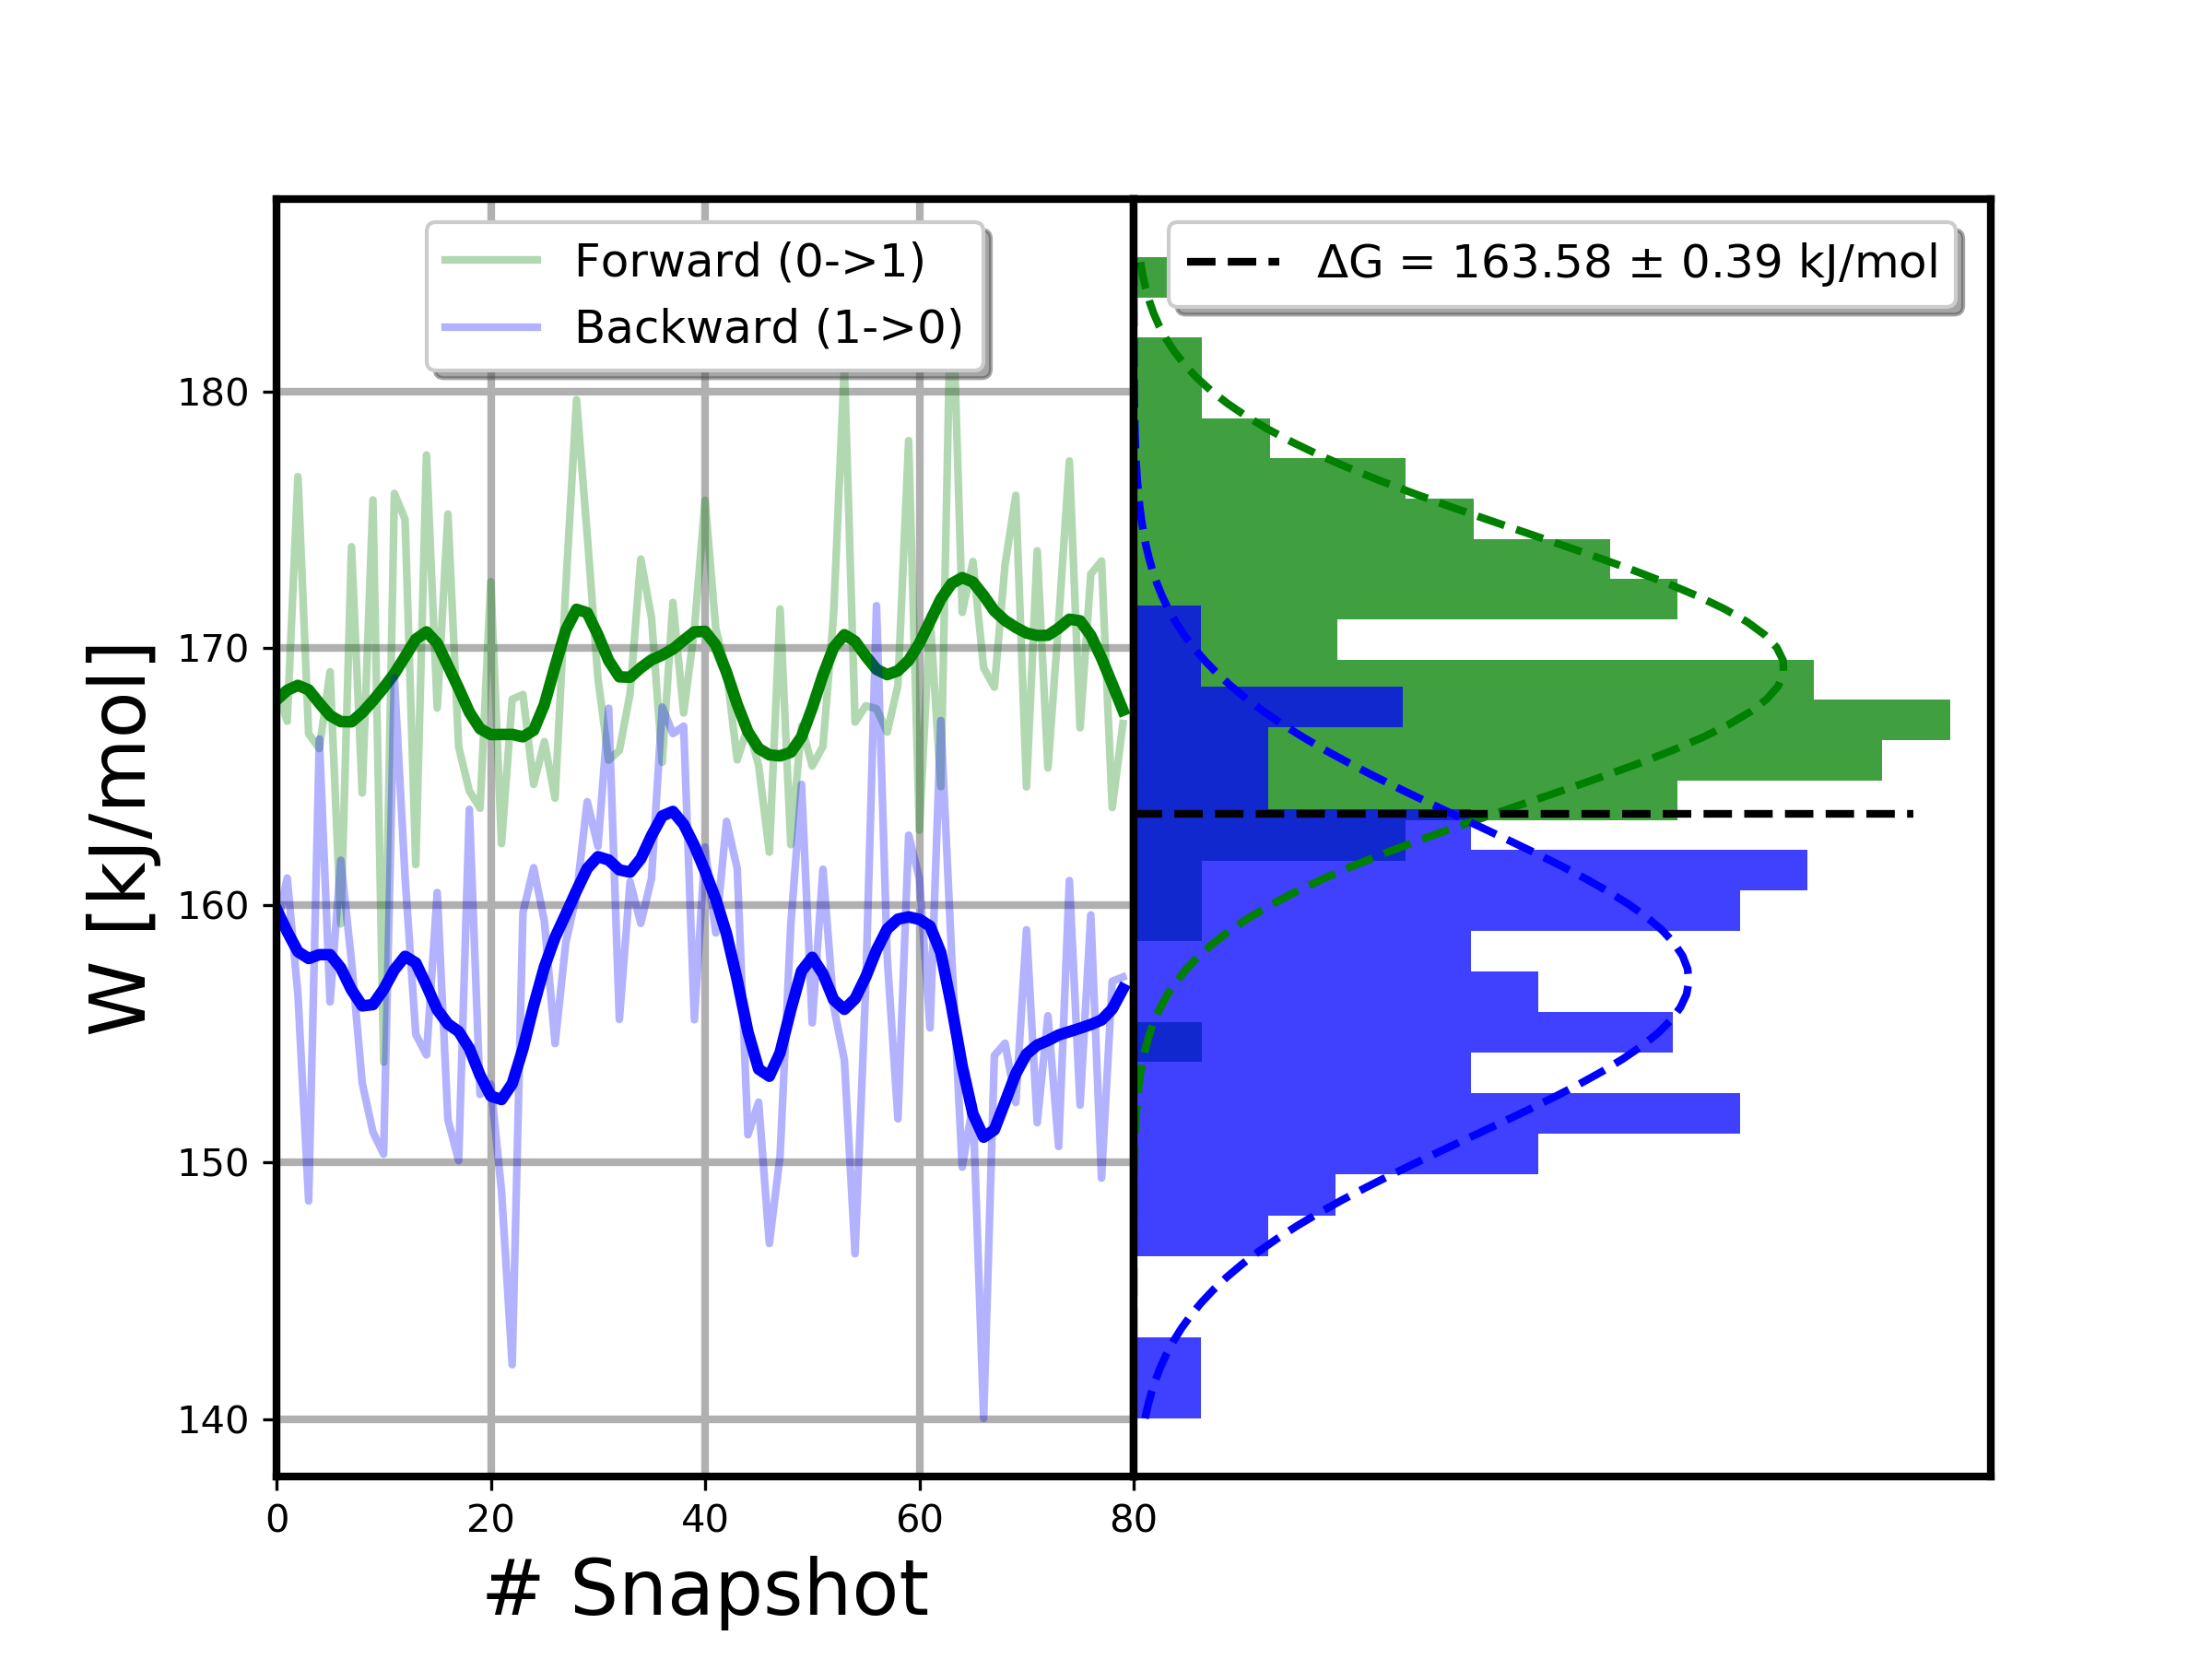 Forward (0->1)
Backward (1->0)
ΔG = 163.58 ± 0.39 kJ/mol
W [kJ/mol]
180
170
160
150
140
0 20 40 60 80
# Snapshot